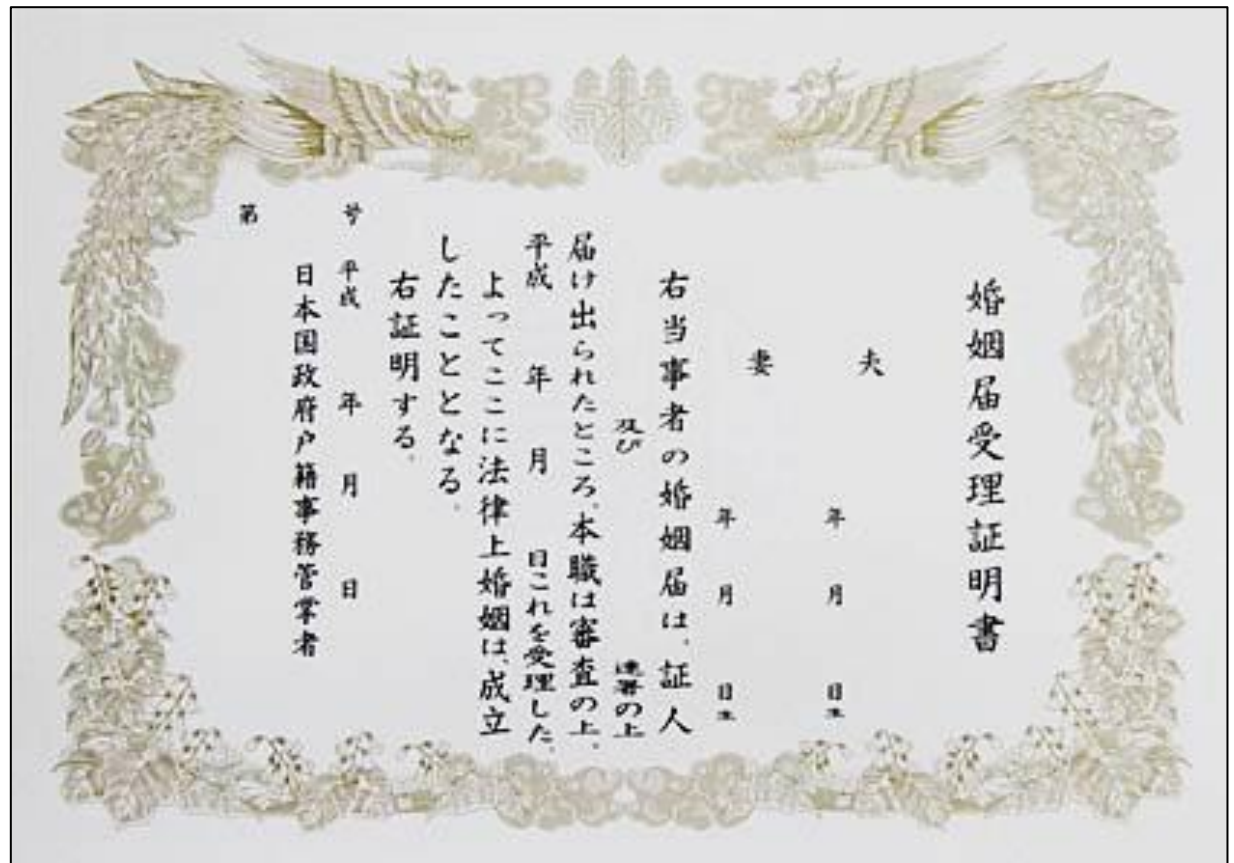 婚姻届受理証明書
夫
年 月 日生
妻
年 月 日生
右当事者の婚姻届は、証人
及び 連署の上
届け出られたところ、本職は審査の上、
平成 年 月 日これを受理した。
よってここに法律上婚姻は、成立
したこととなる。
右証明する。
第 号
平成 年 月 日
日本国政府戸籍事務管掌者